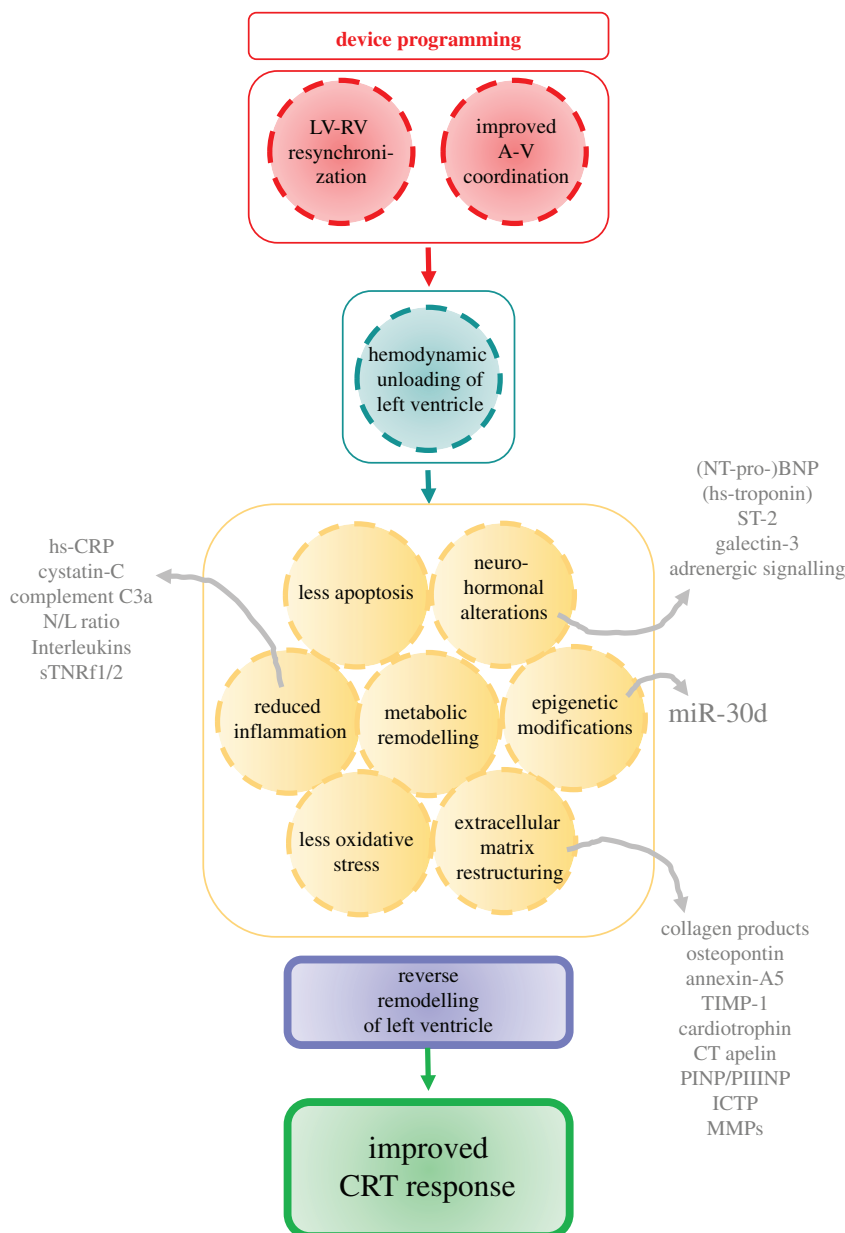 device programming
LV-RV
resynchroni-
zation
improved
A-V
coordination
hemodynamic
unloading of
left ventricle
(NT-pro-)BNP
(hs-troponin)
ST-2
galectin-3
adrenergic signalling
hs-CRP
cystatin-C
complement C3a
N/L ratio
Interleukins
sTNRf1/2
less apoptosis
neuro-
hormonal
alterations
reduced
inflammation
metabolic
remodelling
epigenetic
modifications
miR-30d
less oxidative
stress
extracellular
matrix
restructuring
collagen products
osteopontin
annexin-A5
TIMP-1
cardiotrophin
CT apelin
PINP/PIIINP
ICTP
MMPs
reverse
remodelling
of left ventricle
improved
CRT response